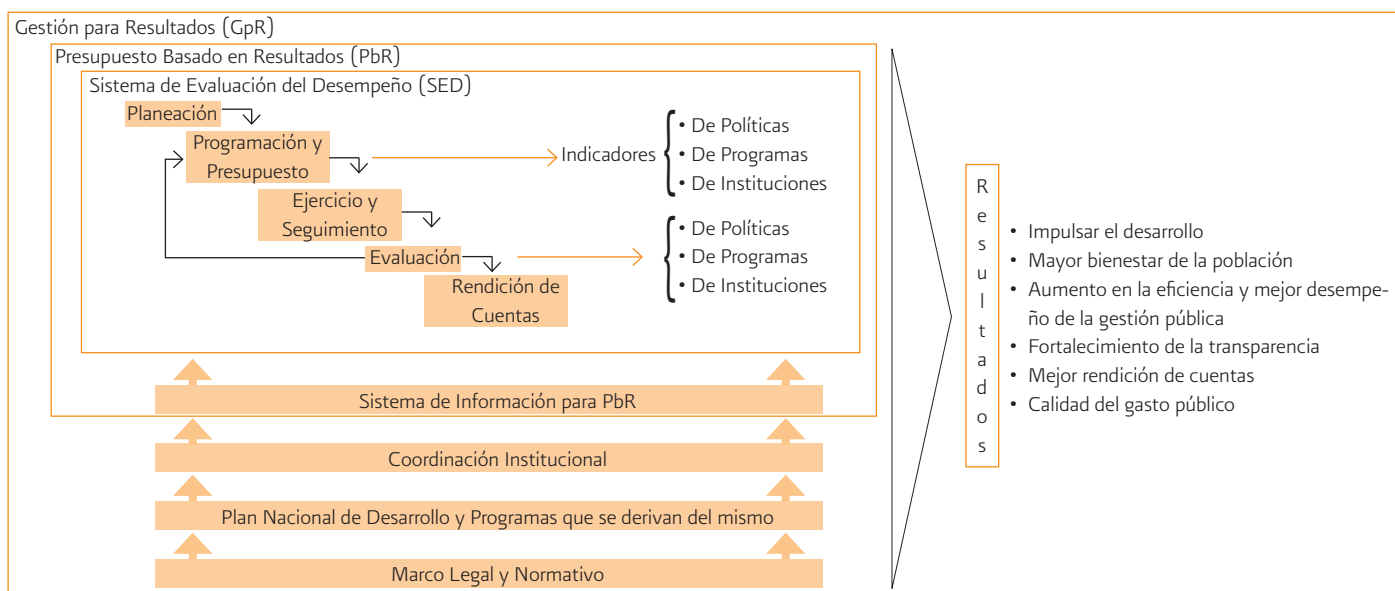 Gestión para Resultados (GpR)
Presupuesto Basado en Resultados (PbR)
Sistema de Evaluación del Desempeño (SED)
Planeación
Programación y
Presupuesto
Ejercicio y
Seguimiento
Evaluación
Rendición de
Cuentas
Indicadores
• De Políticas
• De Programas
• De Instituciones
• De Políticas
• De Programas
• De Instituciones
Sistema de Información para PbR
Coordinación Institucional
Plan Nacional de Desarrollo y Programas que se derivan del mismo
Marco Legal y Normativo
Resultados
• Impulsar el desarrollo
• Mayor bienestar de la población
• Aumento en la eficiencia y mejor desempe-
ño de la gestión pública
• Fortalecimiento de la transparencia
• Mejor rendición de cuentas
• Calidad del gasto público